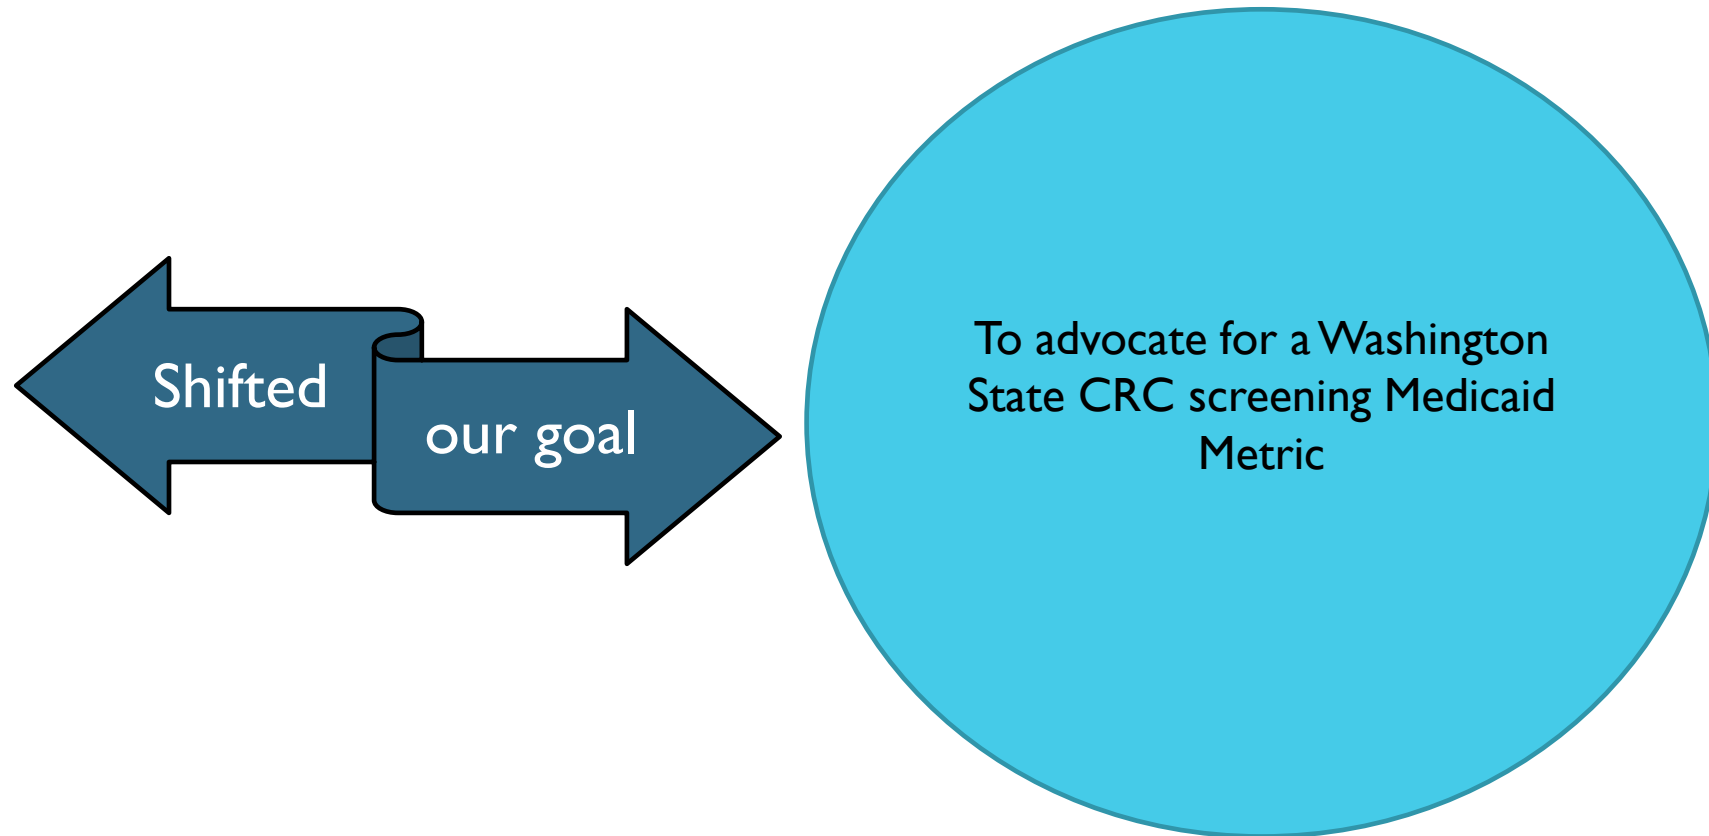 Shifted
our goal
To advocate for a Washington
State CRC screening Medicaid
Metric